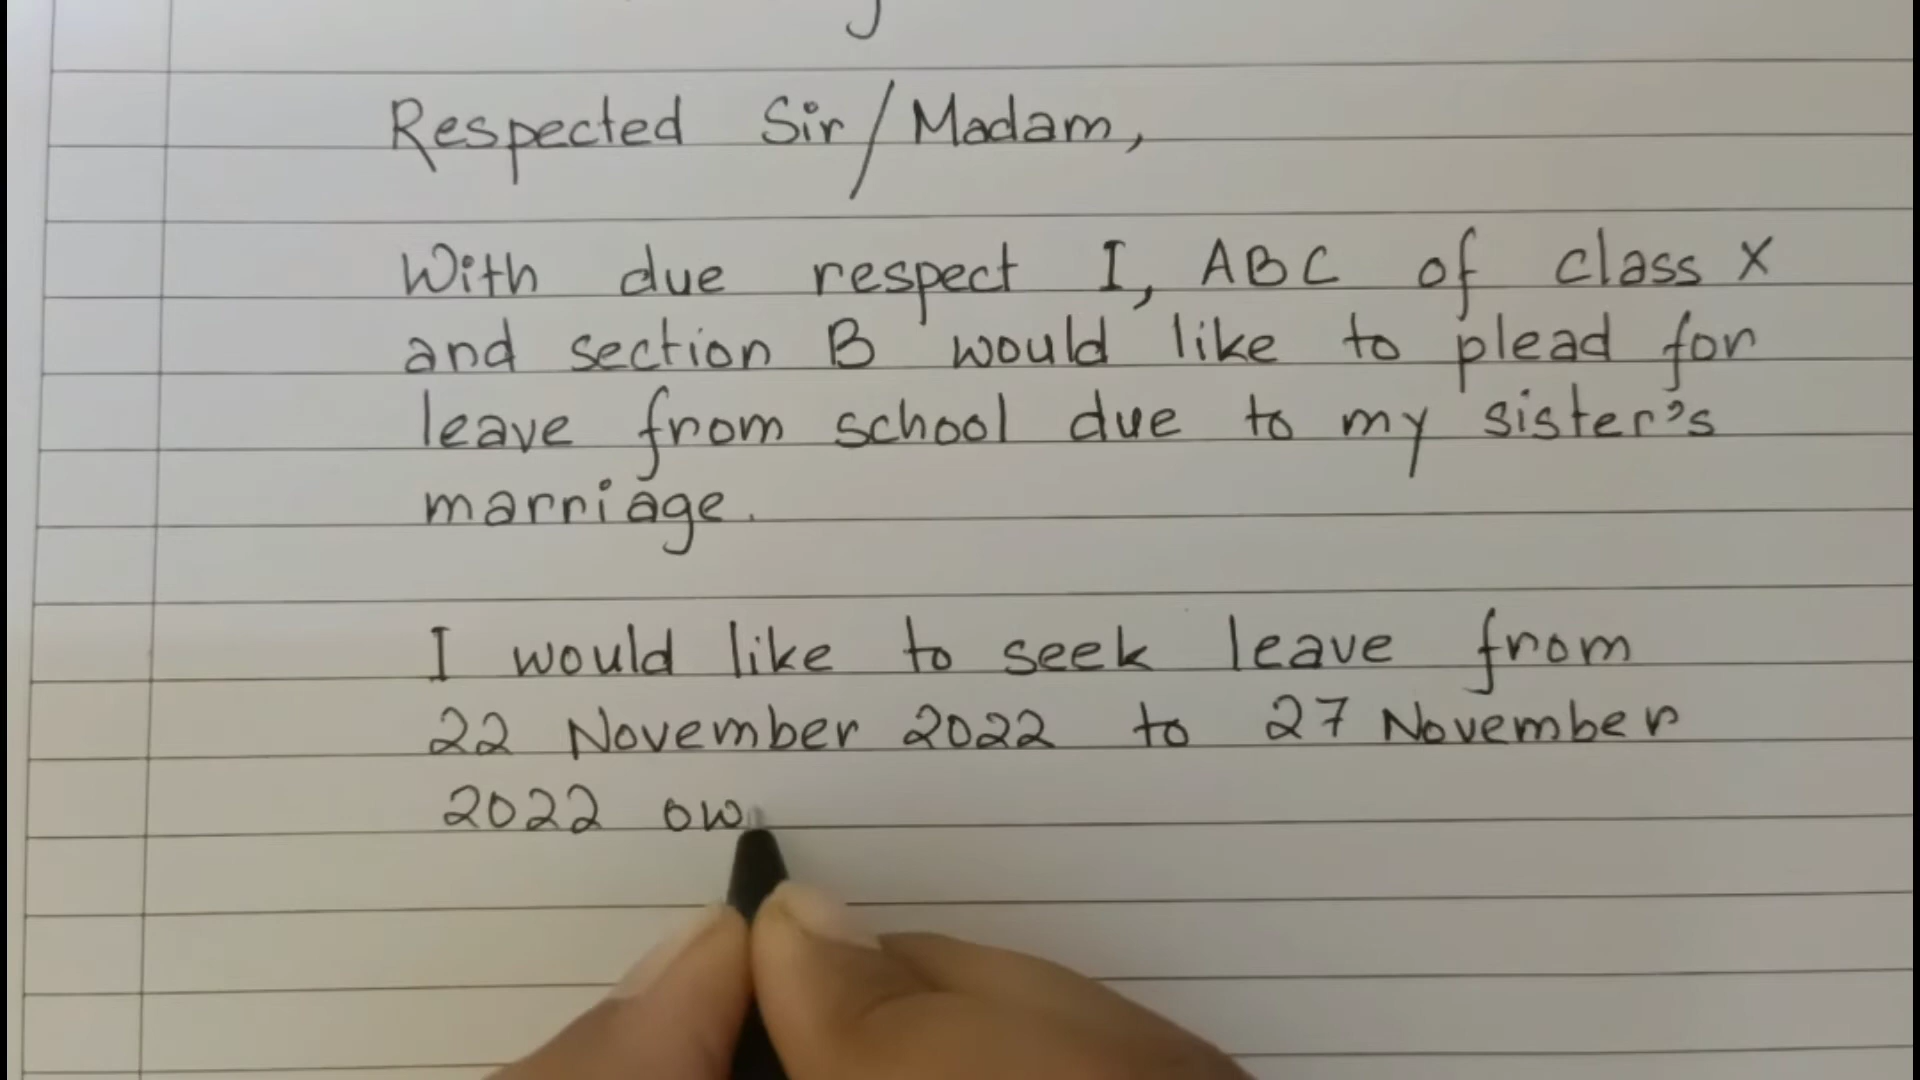 Respected Sir/Madam,
With due respect I, ABC of class X
and section B would like to plead for
leave from school due to my sister's
marriage.
I would like to seek leave from
22 November 2022 to 27 November
2022 ow